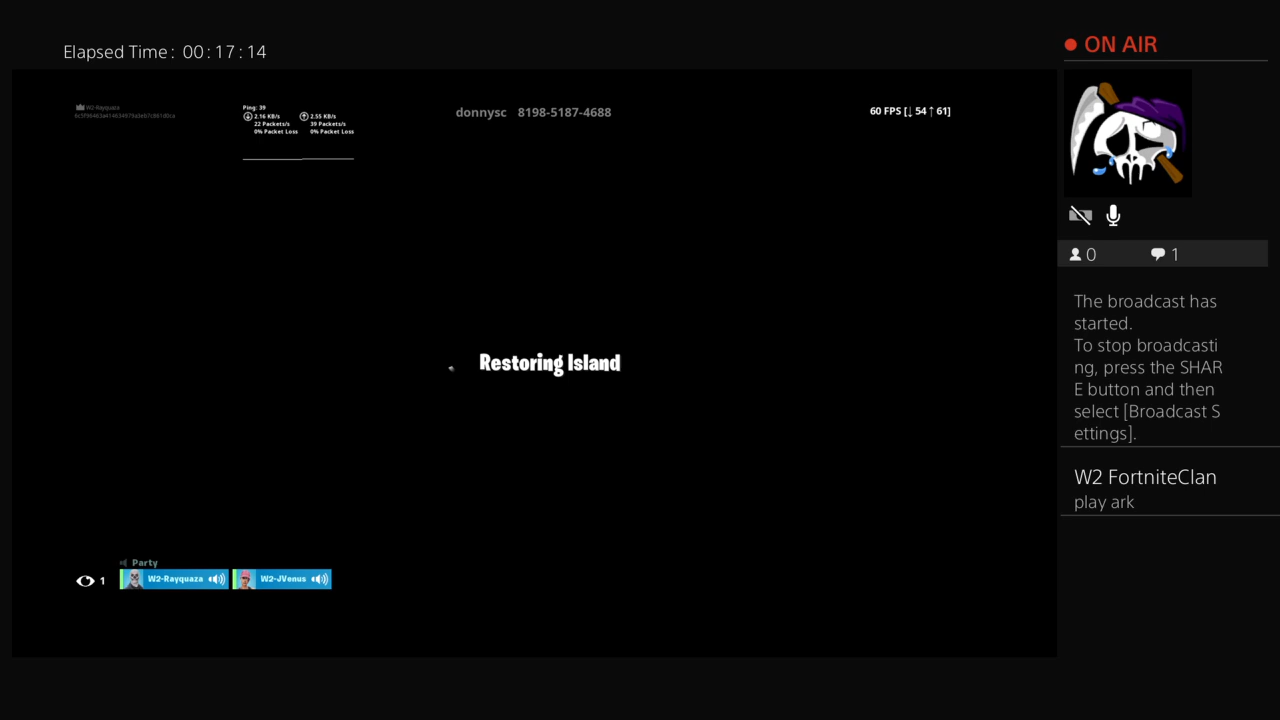 Elapsed Time: 00:17:14
ON AIR
W2-Rayquaza
Ping: 39
2.16 KB/s 2.55 KB/s
22 Packets/s 39 Packets/s
0% Packet Loss 0% Packet Loss
donnysc 8198-5187-4688
60 FPS [↓ 54 ↑ 61]
0 1
The broadcast has
started.
To stop broadcasti
ng, press the SHAR
E button and then
select [Broadcast S
ettings].
Restoring Island
W2 FortniteClan
play ark
Party
1 W2-Rayquaza W2-JVenus